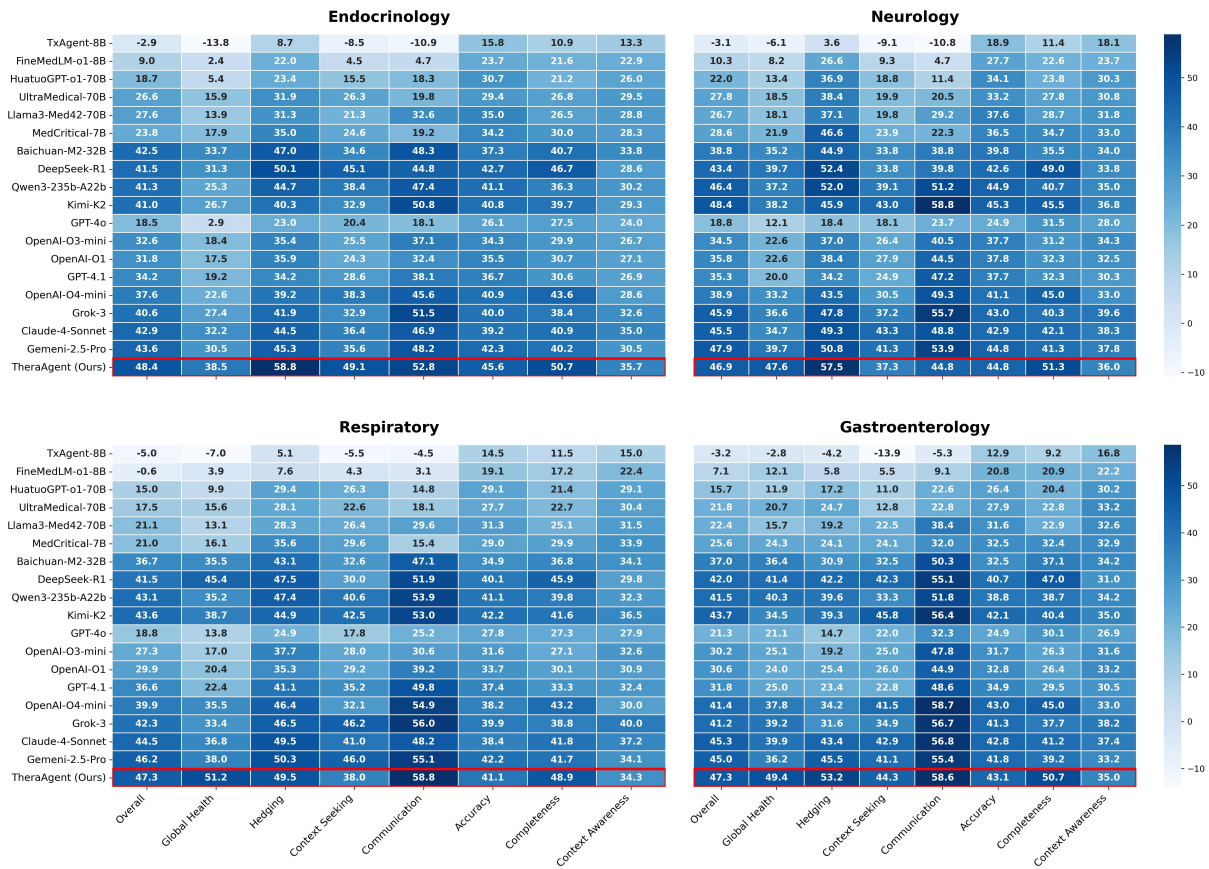 Endocrinology
TxAgent-8B -2.9 -13.8 8.7 -8.5 -10.9 15.8 10.9 13.3
FineMedLM-o1-8B 9.0 2.4 22.0 4.5 4.7 23.7 21.6 22.9
HuatuoGPT-o1-70B 18.7 5.4 23.4 15.5 18.3 30.7 21.2 26.0
UltraMedical-70B 26.6 15.9 31.9 26.3 19.8 29.4 26.8 29.5
Llama3-Med42-70B 27.6 13.9 31.3 21.3 32.6 35.0 26.5 28.8
MedCritical-7B 23.8 17.9 35.0 24.6 19.2 34.2 30.0 28.3
Baichuan-M2-32B 42.5 33.7 47.0 34.6 48.3 37.3 40.7 33.8
DeepSeek-R1 41.5 31.3 50.1 45.1 44.8 42.7 46.7 28.6
Qwen3-235b-A22b 41.3 25.3 44.7 38.4 47.4 41.1 36.3 30.2
Kimi-K2 41.0 26.7 40.3 32.9 50.8 40.8 39.7 29.3
GPT-4o 18.5 2.9 23.0 20.4 18.1 26.1 27.5 24.0
OpenAI-O3-mini 32.6 18.4 35.4 25.5 37.1 34.3 29.9 26.7
OpenAI-O1 31.8 17.5 35.9 24.3 32.4 35.5 30.7 27.1
GPT-4.1 34.2 19.2 34.2 28.6 38.1 36.7 30.6 26.9
OpenAI-O4-mini 37.6 22.6 39.2 38.3 45.6 40.9 43.6 28.6
Grok-3 40.6 27.4 41.9 32.9 51.5 40.0 38.4 32.6
Claude-4-Sonnet 42.9 32.2 44.5 36.4 46.9 39.2 40.9 35.0
Gemeni-2.5-Pro 43.6 30.5 45.3 35.6 48.2 42.3 40.2 30.5
TheraAgent (Ours) 48.4 38.5 58.8 49.1 52.8 45.6 50.7 35.7
Neurology
-3.1 -6.1 3.6 -9.1 -10.8 18.9 11.4 18.1
10.3 8.2 26.6 9.3 4.7 27.7 22.6 23.7
22.0 13.4 36.9 18.8 11.4 34.1 23.8 30.3
27.8 18.5 38.4 19.9 20.5 33.2 27.8 30.8
26.7 18.1 37.1 19.8 29.2 37.6 28.7 31.8
28.6 21.9 46.6 23.9 22.3 36.5 34.7 33.0
38.8 35.2 44.9 33.8 38.8 39.8 35.5 34.0
43.4 39.7 52.4 33.8 39.8 42.6 49.0 33.8
46.4 37.2 52.0 39.1 51.2 44.9 40.7 35.0
48.4 38.2 45.9 43.0 58.8 45.3 45.5 36.8
18.8 12.1 18.4 18.1 23.7 24.9 31.5 28.0
34.5 22.6 37.0 26.4 40.5 37.7 31.2 34.3
35.8 22.6 38.4 27.9 44.5 37.8 32.3 32.5
35.3 20.0 34.2 24.9 47.2 37.7 32.3 30.3
38.9 33.2 43.5 30.5 49.3 41.1 45.0 33.0
45.9 36.6 47.8 37.2 55.7 43.0 40.3 39.6
45.5 34.7 49.3 43.3 48.8 42.9 42.1 38.3
47.9 39.7 50.8 41.3 53.9 44.8 41.3 37.8
46.9 47.6 57.5 37.3 44.8 44.8 51.3 36.0
50
40
30
20
10
0
−10
Respiratory
TxAgent-8B -5.0 -7.0 5.1 -5.5 -4.5 14.5 11.5 15.0
FineMedLM-o1-8B -0.6 3.9 7.6 4.3 3.1 19.1 17.2 22.4
HuatuoGPT-o1-70B 15.0 9.9 29.4 26.3 14.8 29.1 21.4 29.1
UltraMedical-70B 17.5 15.6 28.1 22.6 18.1 27.7 22.7 30.4
Llama3-Med42-70B 21.1 13.1 28.3 26.4 29.6 31.3 25.1 31.5
MedCritical-7B 21.0 16.1 35.6 29.6 15.4 29.0 29.9 33.9
Baichuan-M2-32B 36.7 35.5 43.1 32.6 47.1 34.9 36.8 34.1
DeepSeek-R1 41.5 45.4 47.5 30.0 51.9 40.1 45.9 29.8
Qwen3-235b-A22b 43.1 35.2 47.4 40.6 53.9 41.1 39.8 32.3
Kimi-K2 43.6 38.7 44.9 42.5 53.0 42.2 41.6 36.5
GPT-4o 18.8 13.8 24.9 17.8 25.2 27.8 27.3 27.9
OpenAI-O3-mini 27.3 17.0 37.7 28.0 30.6 31.6 27.1 32.6
OpenAI-O1 29.9 20.4 35.3 29.2 39.2 33.7 30.1 30.9
GPT-4.1 36.6 22.4 41.1 35.2 49.8 37.4 33.3 32.4
OpenAI-O4-mini 39.9 35.5 46.4 32.1 54.9 40.8 43.2 30.0
Grok-3 42.3 33.4 46.5 46.2 56.0 39.9 38.8 40.0
Claude-4-Sonnet 44.5 36.8 49.5 41.0 48.2 38.4 41.8 37.2
Gemeni-2.5-Pro 46.2 38.0 50.3 46.0 55.1 42.2 41.7 34.1
TheraAgent (Ours) 47.3 51.2 49.5 38.0 58.8 41.1 48.9 34.3
Overall Global Health Hedging Context Seeking Communication Accuracy Completeness Context Awareness
Gastroenterology
-3.2 -2.8 -4.2 -13.9 -5.3 12.9 9.2 16.8
7.1 12.1 5.8 5.5 9.1 20.8 20.9 22.2
15.7 11.9 17.2 11.0 22.6 26.4 20.4 30.2
21.8 20.7 24.7 12.8 22.8 27.9 22.8 33.2
22.4 15.7 19.2 22.5 38.4 31.6 22.9 32.6
25.6 24.3 24.1 24.1 32.0 32.5 32.4 32.9
37.0 36.4 30.9 32.5 50.3 32.5 37.1 34.2
42.0 41.4 42.2 42.3 55.1 40.7 47.0 31.0
41.5 40.3 39.6 33.3 51.8 38.8 38.7 34.2
43.7 34.5 39.3 45.8 56.4 42.1 40.4 35.0
21.3 21.1 14.7 22.0 32.3 24.9 30.1 26.9
30.2 25.1 19.2 25.0 47.8 31.7 26.3 31.6
30.6 24.0 25.4 26.0 44.9 32.8 26.4 33.2
31.8 25.0 23.4 22.8 48.6 34.9 29.5 30.5
41.4 37.8 34.2 41.5 58.7 43.0 45.0 33.0
41.2 39.2 31.6 34.9 56.7 41.3 37.7 38.2
45.3 39.9 43.4 42.9 56.8 41.2 42.6 37.4
45.0 36.2 45.5 41.1 55.4 41.8 39.2 33.2
47.3 49.4 53.2 44.3 58.6 43.1 50.7 35.0
Overall Global Health Hedging Context Seeking Communication Accuracy Completeness Context Awareness
50
40
30
20
10
0
−10